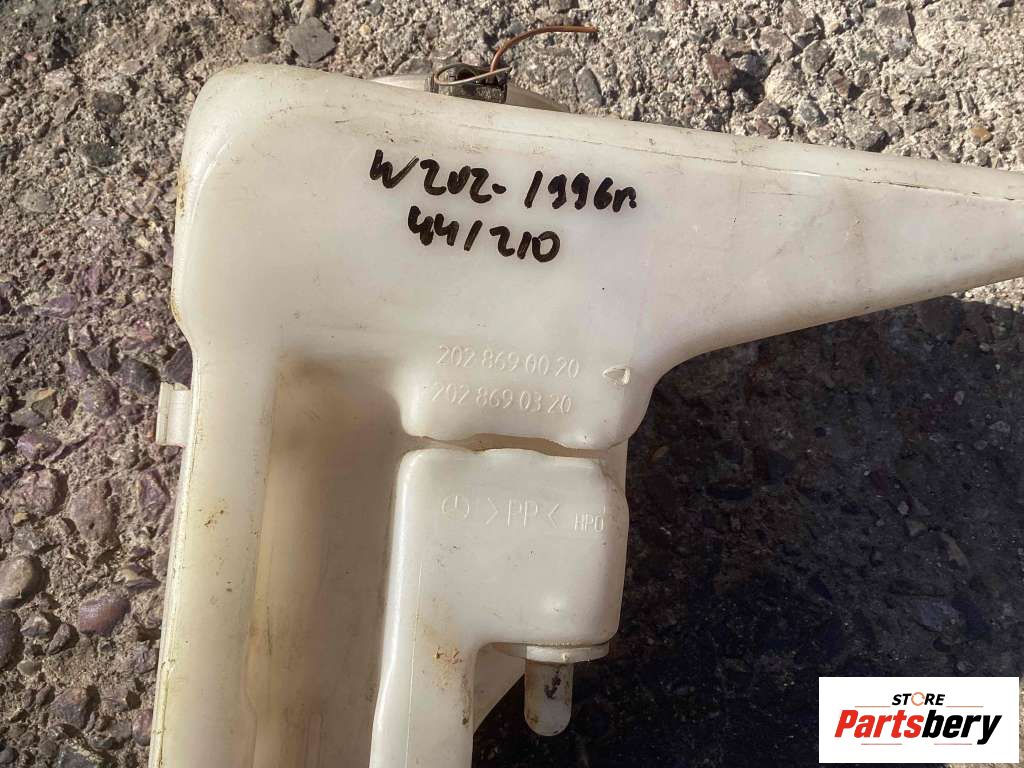 W202-1996г
44/210
202 869 00 20
202 869 03 20
>PP< HPO
STORE
Partsbery